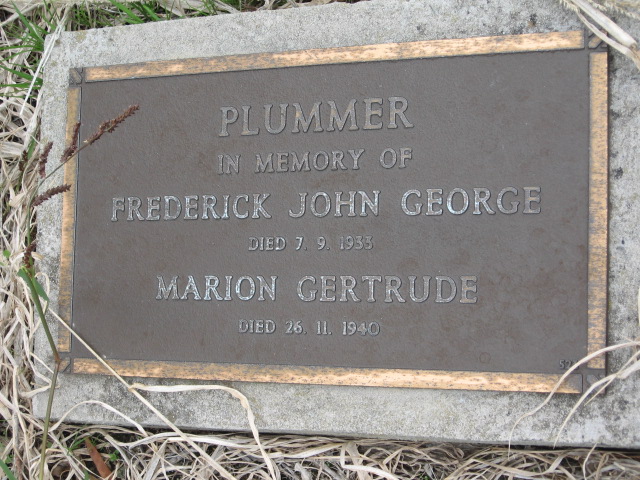 PLUMMER
IN MEMORY OF
FREDERICK JOHN GEORGE
DIED 7. 9. 1933
MARION GERTRUDE
DIED 26. 11. 1940